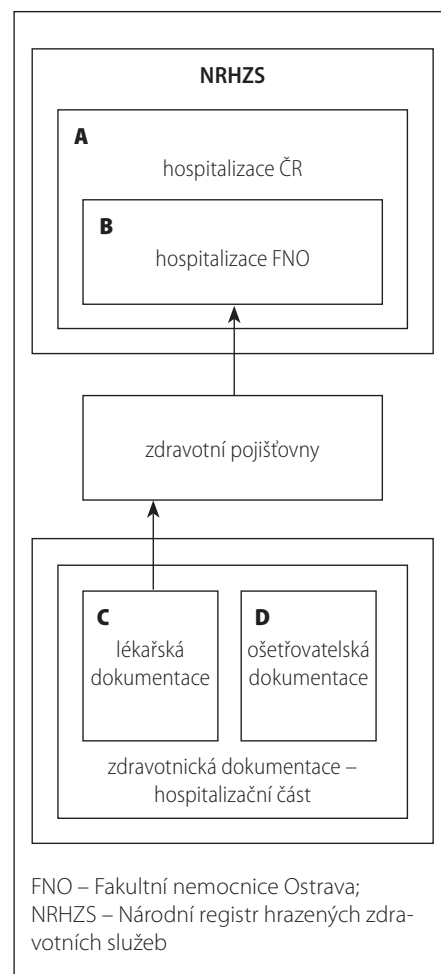 NRHZS
A
hospitalizace ČR
B
hospitalizace FNO
zdravotní pojišťovny
C
lékařská
dokumentace
D
ošetřovatelská
dokumentace
zdravotnická dokumentace –
hospitalizační část
FNO – Fakultní nemocnice Ostrava;
NRHZS – Národní registr hrazených zdra-
votních služeb